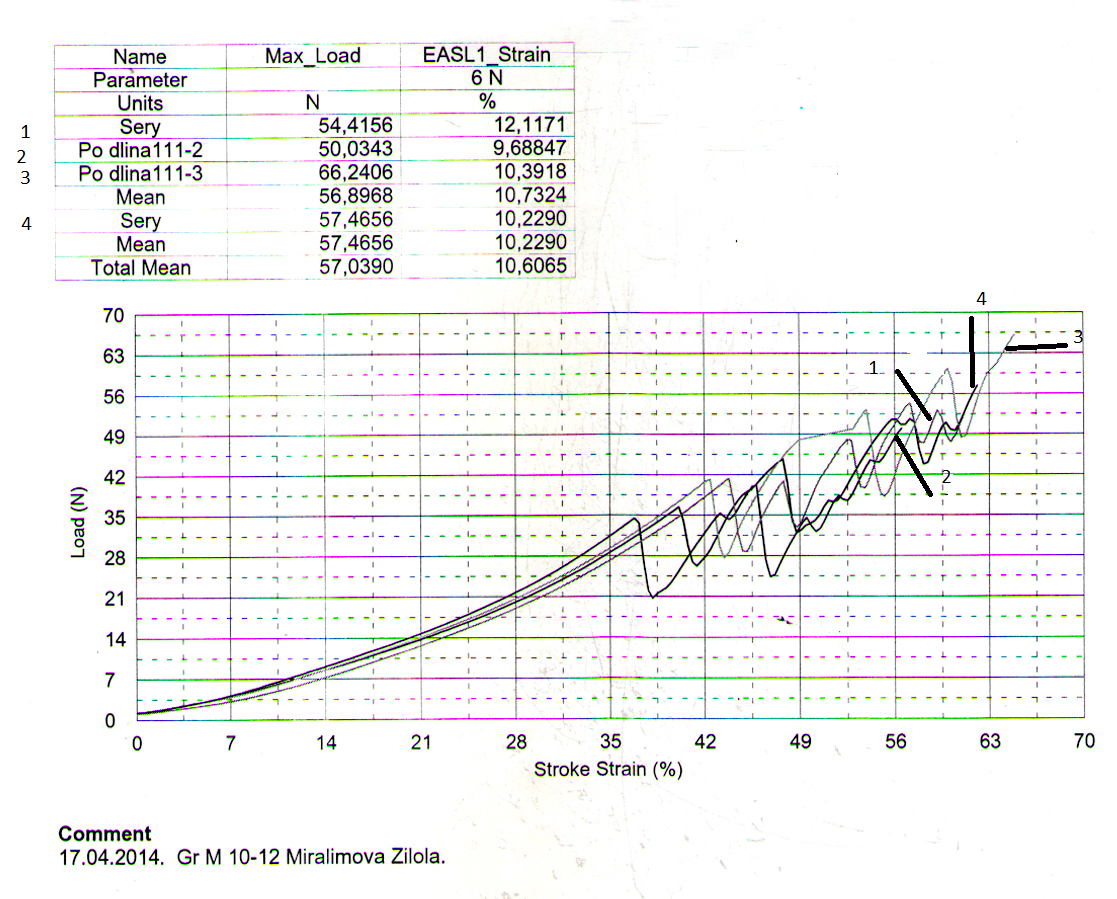 Name Max_Load EASL1_Strain
Parameter 6 N
Units N %
1 Sery 54,4156 12,1171
2 Po dlina111-2 50,0343 9,68847
3 Po dlina111-3 66,2406 10,3918
Mean 56,8968 10,7324
4 Sery 57,4656 10,2290
Mean 57,4656 10,2290
Total Mean 57,0390 10,6065
4
3
1
2
70
63
56
49
42
35
28
21
14
7
0
Load (N)
0 7 14 21 28 35 42 49 56 63 70
Stroke Strain (%)
Comment
17.04.2014. Gr M 10-12 Miralimova Zilola.